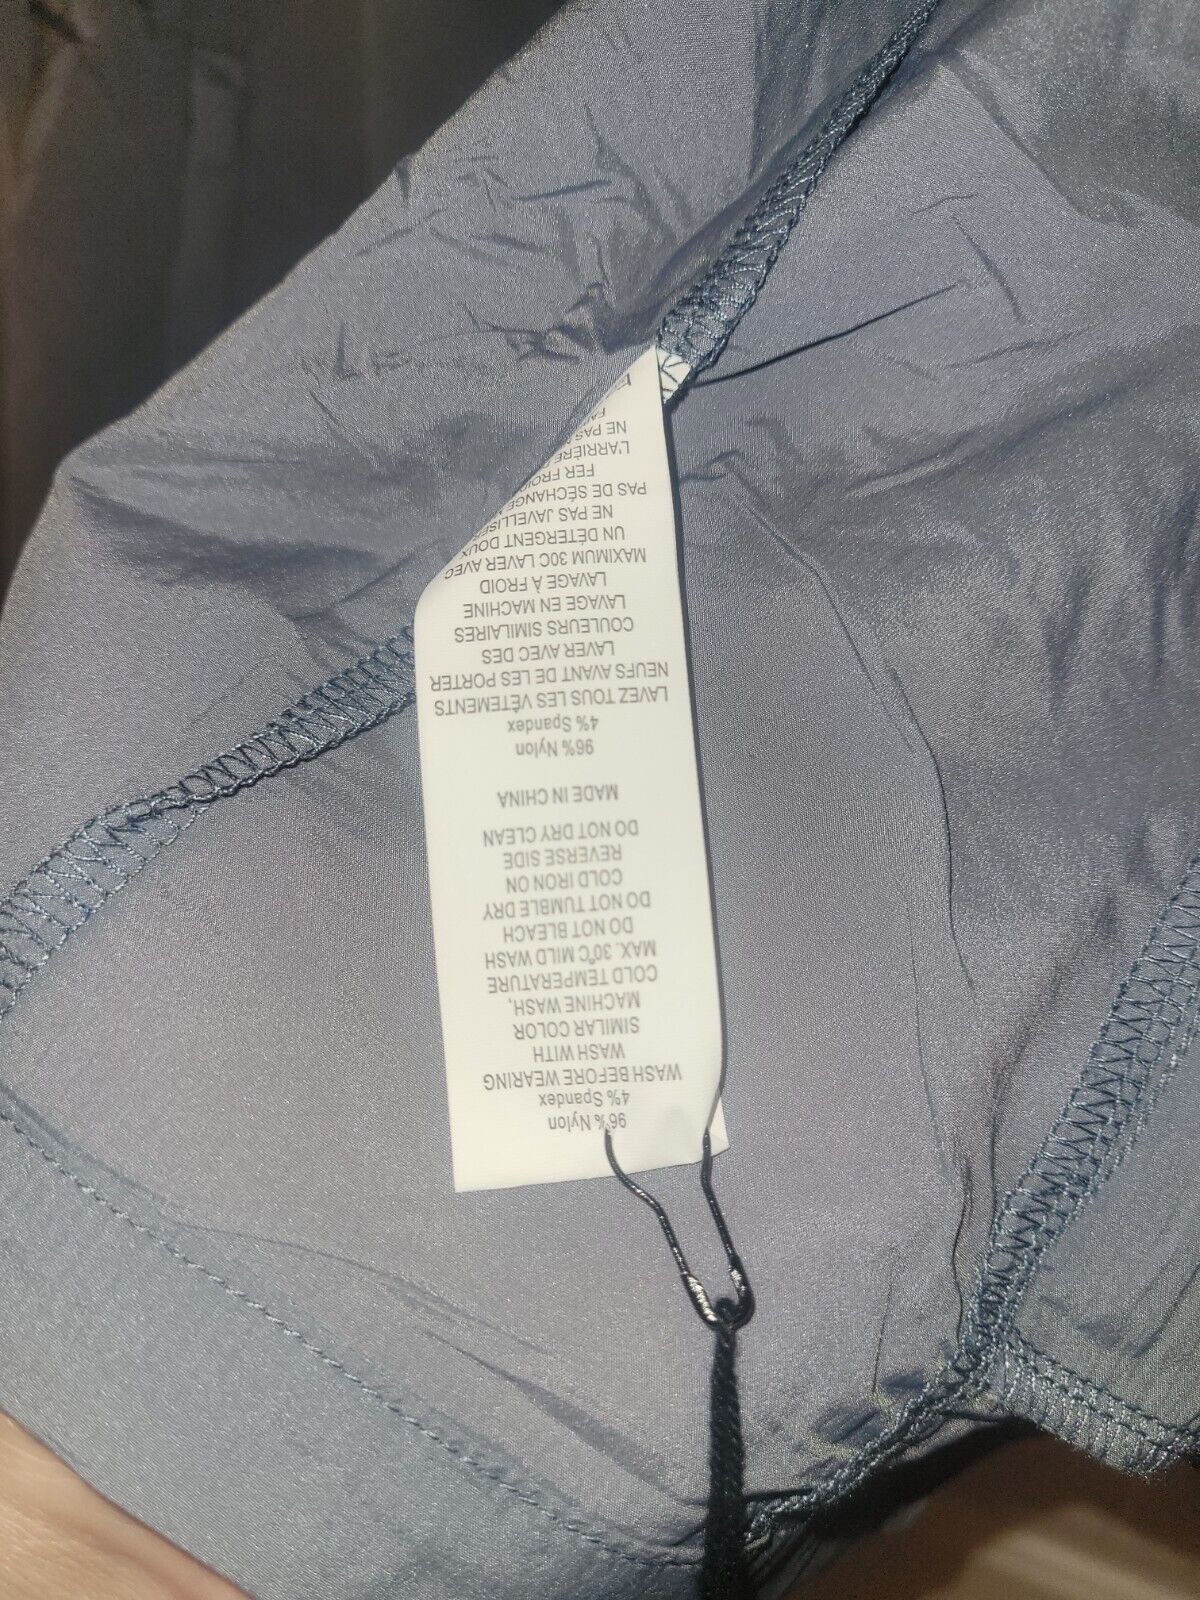 96% Nylon
4% Spandex
WASH BEFORE WEARING
WASH WITH
SIMILAR COLOR
MACHINE WASH,
COLD TEMPERATURE
MAX. 30°C MILD WASH
DO NOT BLEACH
DO NOT TUMBLE DRY
COLD IRON ON
REVERSE SIDE
DO NOT DRY CLEAN
MADE IN CHINA
96% Nylon
4% Spandex
LAVEZ TOUS LES VÊTEMENTS
NEUFS AVANT DE LES PORTER
LAVER AVEC DES
COULEURS SIMILAIRES
LAVAGE EN MACHINE
LAVAGE À FROID
MAXIMUM 30C LAVER AVEC
UN DÉTERGENT DOUX
NE PAS JAVELLISE
PAS DE SÉCHANGE
FER FROID
L'ARRIÈRE
NE PAS